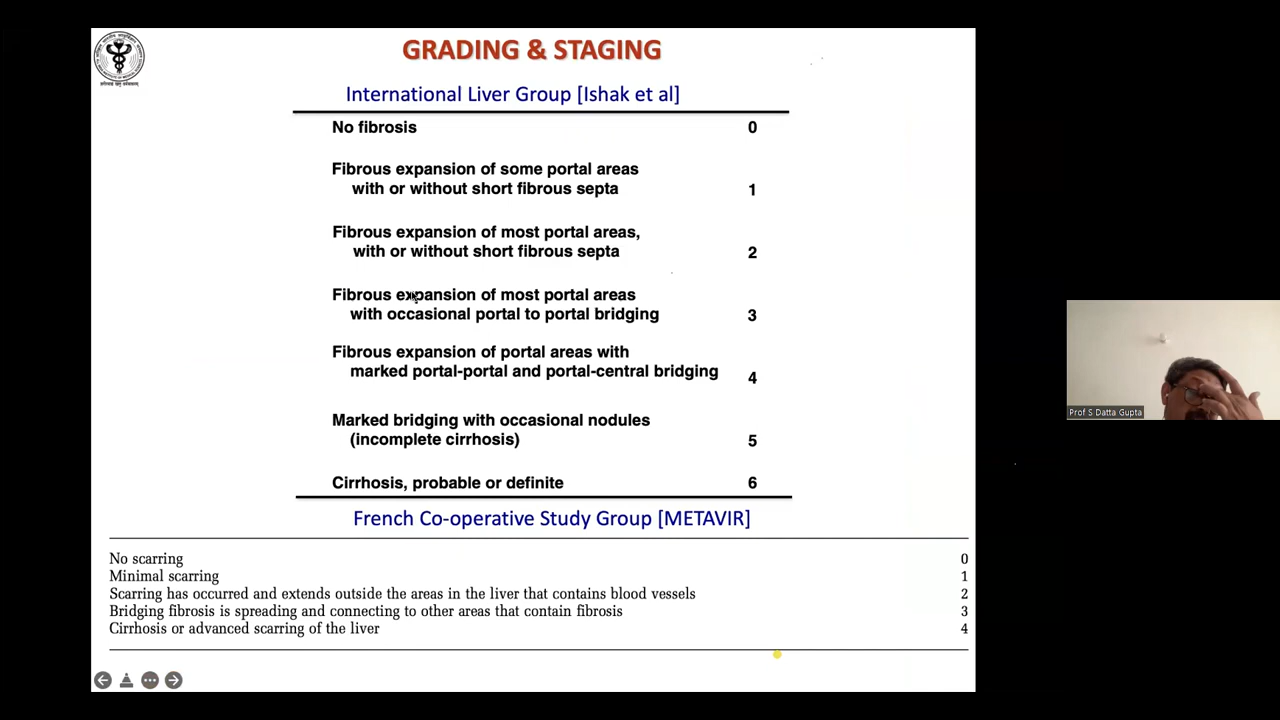 GRADING & STAGING
International Liver Group [Ishak et al]
No fibrosis 0
Fibrous expansion of some portal areas
with or without short fibrous septa 1
Fibrous expansion of most portal areas,
with or without short fibrous septa 2
Fibrous expansion of most portal areas
with occasional portal to portal bridging 3
Fibrous expansion of portal areas with
marked portal-portal and portal-central bridging 4
Marked bridging with occasional nodules
(incomplete cirrhosis) 5
Cirrhosis, probable or definite 6
French Co-operative Study Group [METAVIR]
No scarring 0
Minimal scarring 1
Scarring has occurred and extends outside the areas in the liver that contains blood vessels 2
Bridging fibrosis is spreading and connecting to other areas that contain fibrosis 3
Cirrhosis or advanced scarring of the liver 4
Prof S Datta Gupta